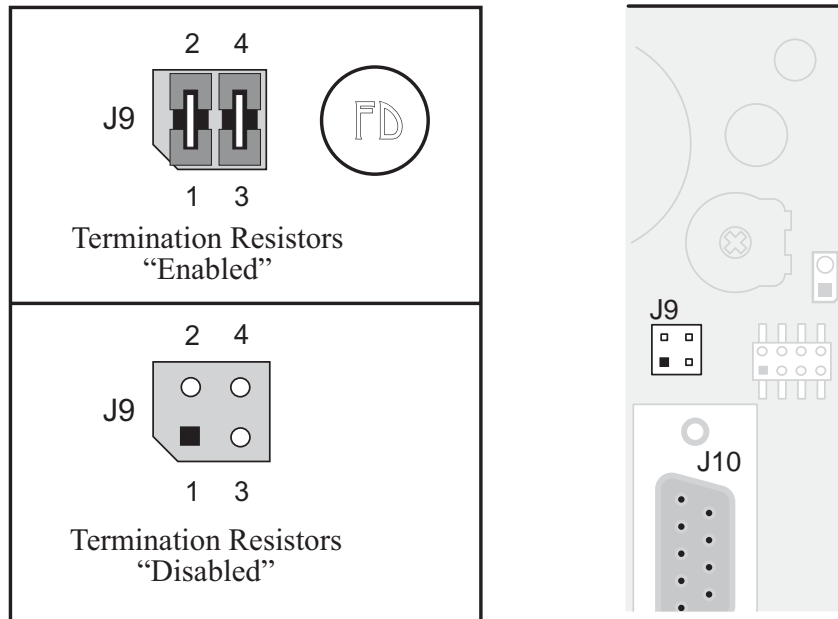 2 4
J9
FD
1 3
Termination Resistors
“Enabled”
2 4
J9
1 3
Termination Resistors
“Disabled”
J9
J10